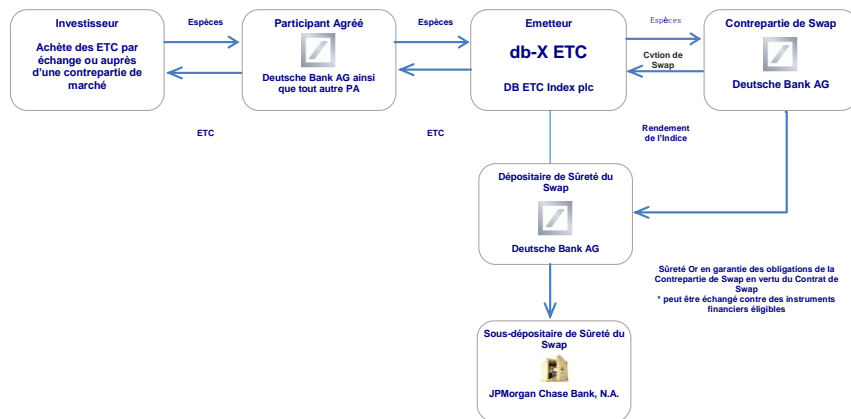 Investisseur
Achète des ETC par
échange ou auprès
d'une contrepartie de
marché
Espèces
ETC
Participant Agréé
Deutsche Bank AG ainsi
que tout autre PA
Espèces
ETC
Emetteur
db-X ETC
DB ETC Index plc
Espèces
Cvtion de
Swap
Rendement
de l'Indice
Contrepartie de Swap
Deutsche Bank AG
Dépositaire de Sûreté du
Swap
Deutsche Bank AG
Sûreté Or en garantie des obligations de la
Contrepartie de Swap en vertu du Contrat de
Swap
* peut être échangé contre des instruments
financiers éligibles
Sous-dépositaire de Sûreté du
Swap
JPMorgan Chase Bank, N.A.